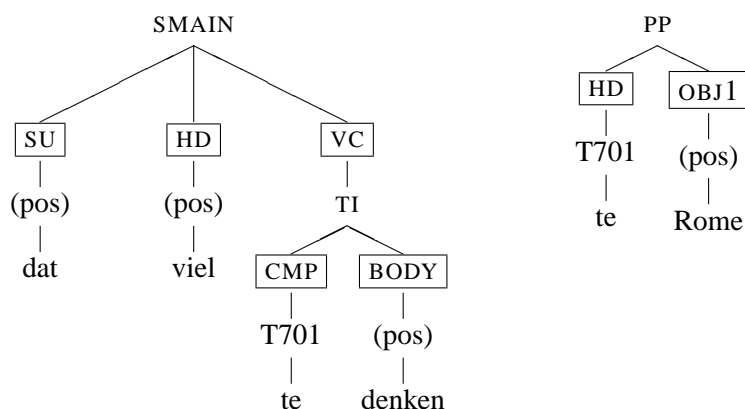 SMAIN PP
HD OBJ1
SU HD VC
T701 (pos)
(pos) (pos) TI
te Rome
dat viel CMP BODY
T701 (pos)
te denken